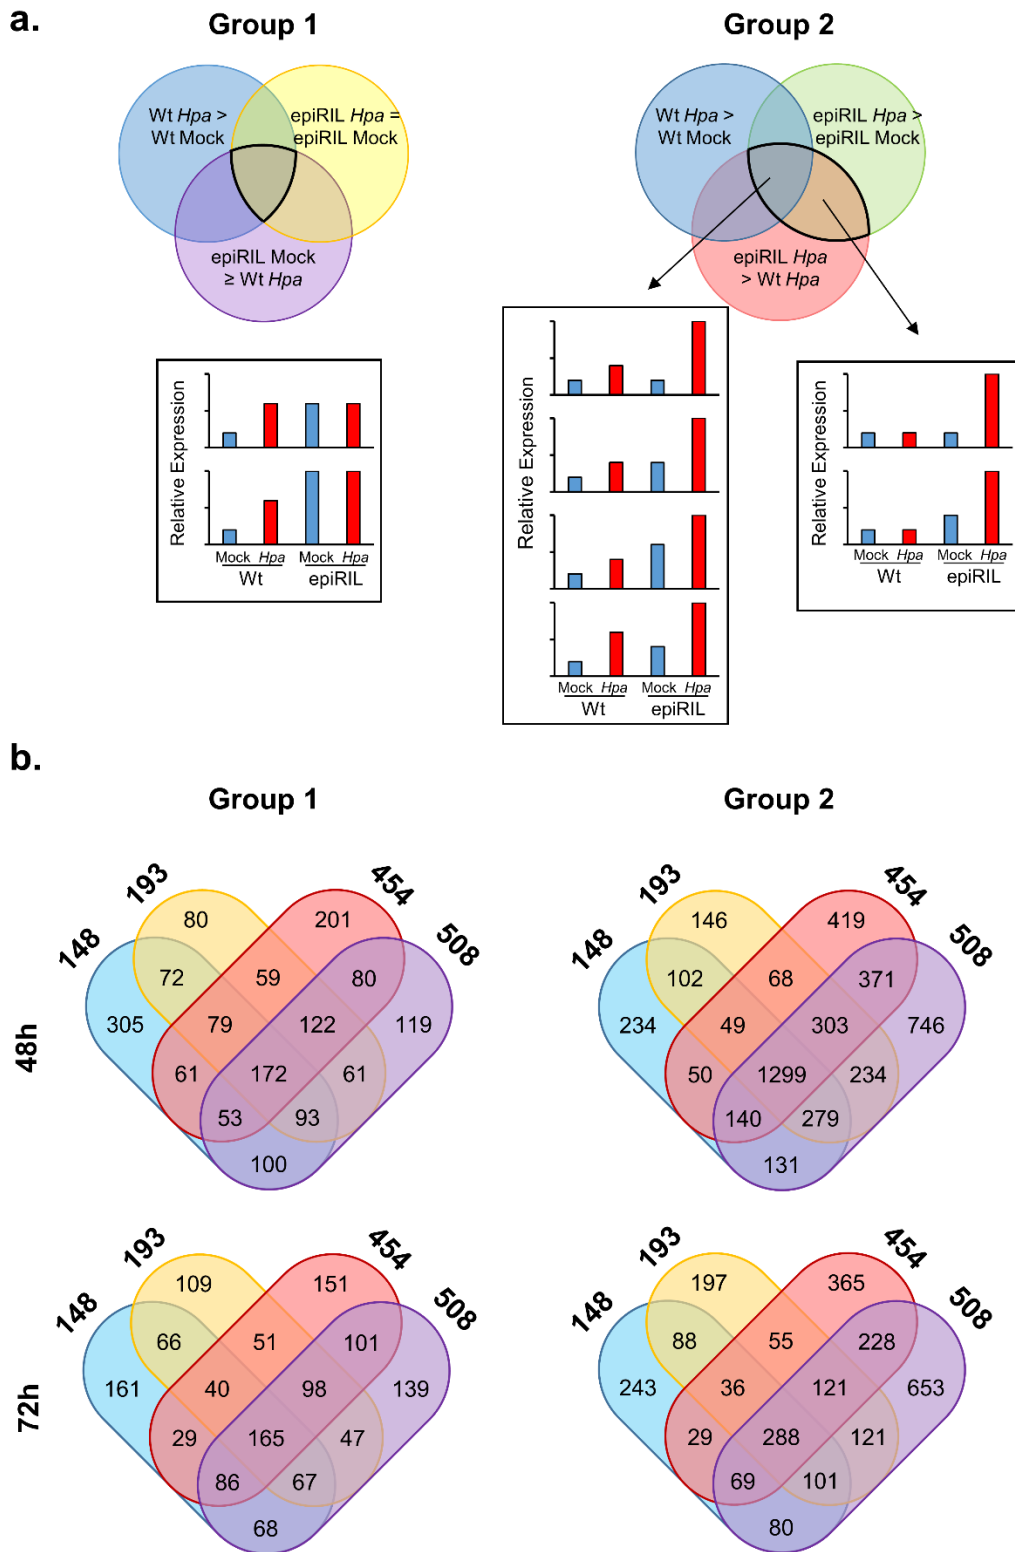 a.
Group 1
Group 2
Wt Hpa >
Wt Mock
epiRIL Hpa =
epiRIL Mock
epiRIL Mock
≥ Wt Hpa
Wt Hpa >
Wt Mock
epiRIL Hpa >
epiRIL Mock
epiRIL Hpa
> Wt Hpa
Relative Expression
Mock Hpa Mock Hpa
Wt epiRIL
Relative Expression
Mock Hpa Mock Hpa
Wt epiRIL
Relative Expression
Mock Hpa Mock Hpa
Wt epiRIL
b.
Group 1
Group 2
48h
148 193 454 508
80 201
72 59 80
305 79 122 119
61 172 61
53 93
100
148 193 454 508
146 419
102 68 371
234 49 303 746
50 1299 234
140 279
131
72h
148 193 454 508
109 151
66 51 101
161 40 98 139
29 165 47
86 67
68
148 193 454 508
197 365
88 55 228
243 36 121 653
29 288 121
69 101
80